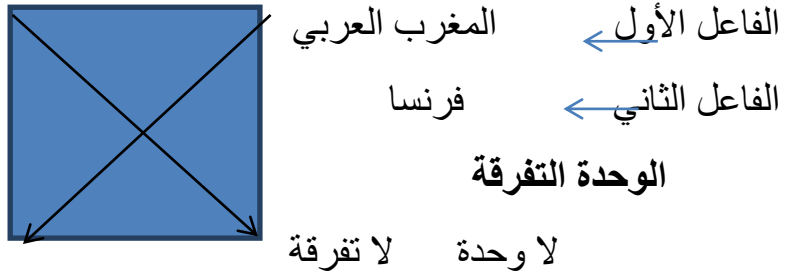 الفاعل الأول المغرب العربي
الفاعل الثاني فرنسا
الوحدة التفرقة
لا وحدة لا تفرقة